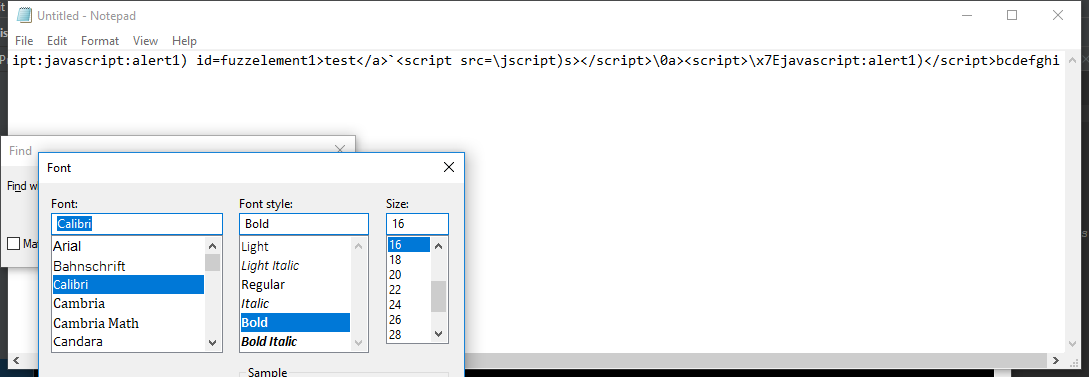 Untitled - Notepad
File Edit Format View Help
ipt:javascript:alert1) id=fuzzelement1>test</a>`<script src=\jscript)s></script>\0a><script>\x7Ejavascript:alert1)</script>bcdefghi
Find
Find w
Ma
Font
Font: Font style: Size:
Calibri Bold 16
Arial Light 16
Bahnschrift Light Italic 18
Calibri Regular 20
Cambria Italic 22
Cambria Math Bold 24
Candara Bold Italic 26
28
Sample